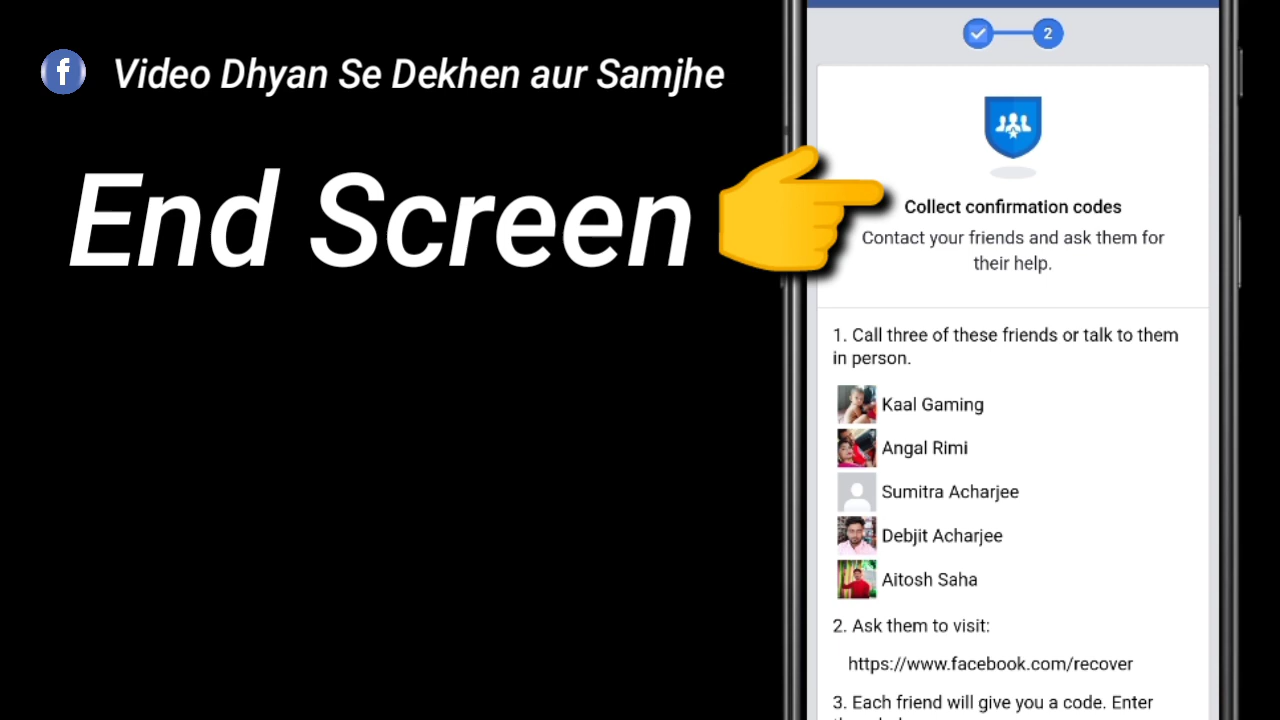 f
Video Dhyan Se Dekhen aur Samjhe
End Screen
2
Collect confirmation codes
Contact your friends and ask them for
their help.
1. Call three of these friends or talk to them
in person.
Kaal Gaming
Angal Rimi
Sumitra Acharjee
Debjit Acharjee
Aitosh Saha
2. Ask them to visit:
https://www.facebook.com/recover
3. Each friend will give you a code. Enter